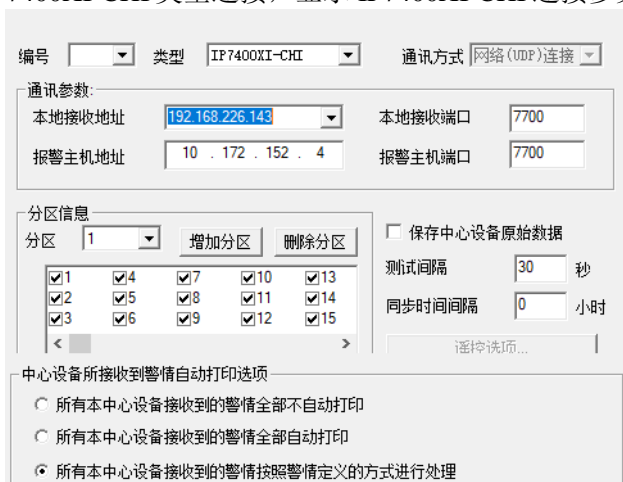 编号 类型 IP7400XI-CHI 通讯方式 网络(UDP)连接
通讯参数:
本地接收地址 192.168.226.143 本地接收端口 7700
报警主机地址 10 . 172 . 152 . 4 报警主机端口 7700
分区信息
分区 1 增加分区 删除分区
1 4 7 10 13
2 5 8 11 14
3 6 9 12 15
保存中心设备原始数据
测试间隔 30 秒
同步时间间隔 0 小时
遥控选项...
中心设备所接收到警情自动打印选项
所有本中心设备接收到的警情全部不自动打印
所有本中心设备接收到的警情全部自动打印
所有本中心设备接收到的警情按照警情定义的方式进行处理